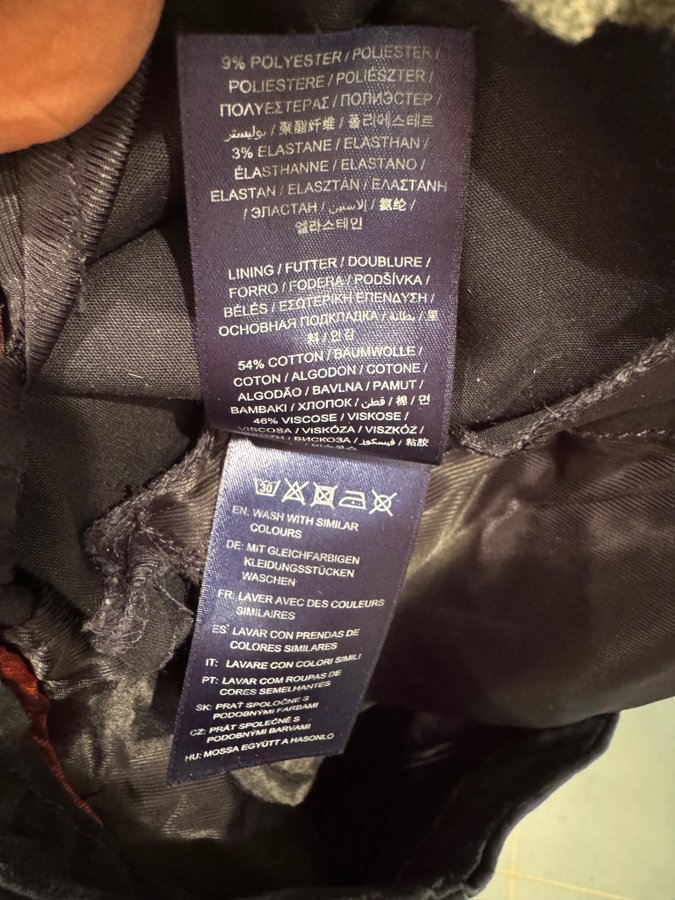 9% POLYESTER / POLIESTER /
POLIESTERE / POLIÉSZTER /
ΠΟΛΥΕΣΤΕΡΑΣ / ПОЛИЭСТЕР /
بوليستر / 聚酯纤维 / 폴리에스테르
3% ELASTANE / ELASTHAN /
ÉLASTHANNE / ELASTANO /
ELASTAN / ELASZTÁN / ΕΛΑΣΤΑΝΗ
/ ЭЛАСТАН / الاستين / 氨纶 /
엘라스테인
LINING / FUTTER / DOUBLURE /
FORRO / FODERA / PODŠÍVKA /
BÉLÉS / ΕΣΩΤΕΡΙΚΗ ΕΠΕΝΔΥΣΗ /
ОСНОВНАЯ ПОДКЛАДКА / بطانة / 里
料 / 안감
54% COTTON / BAUMWOLLE /
COTON / ALGODON / COTONE /
ALGODÃO / BAVLNA / PAMUT /
BAMBAKI / ХЛОПОК / قطن / 棉 / 면
46% VISCOSE / VISKOSE /
VISCOSA / VISKÓZA / VISZKÓZ /
ВИСКОЗА / فيسكوز / 粘胶
30
EN: WASH WITH SIMILAR
COLOURS
DE: MIT GLEICHFARBIGEN
KLEIDUNGSSTÜCKEN
WASCHEN
FR: LAVER AVEC DES COULEURS
SIMILAIRES
ES: LAVAR CON PRENDAS DE
COLORES SIMILARES
IT: LAVARE CON COLORI SIMILI
PT: LAVAR COM ROUPAS DE
CORES SEMELHANTES
SK: PRAŤ SPOLOČNE S
PODOBNÝMI FARBAMI
CZ: PRÁT SPOLEČNĚ S
PODOBNÝMI BARVAMI
HU: MOSSA EGYÜTT A HASONLÓ